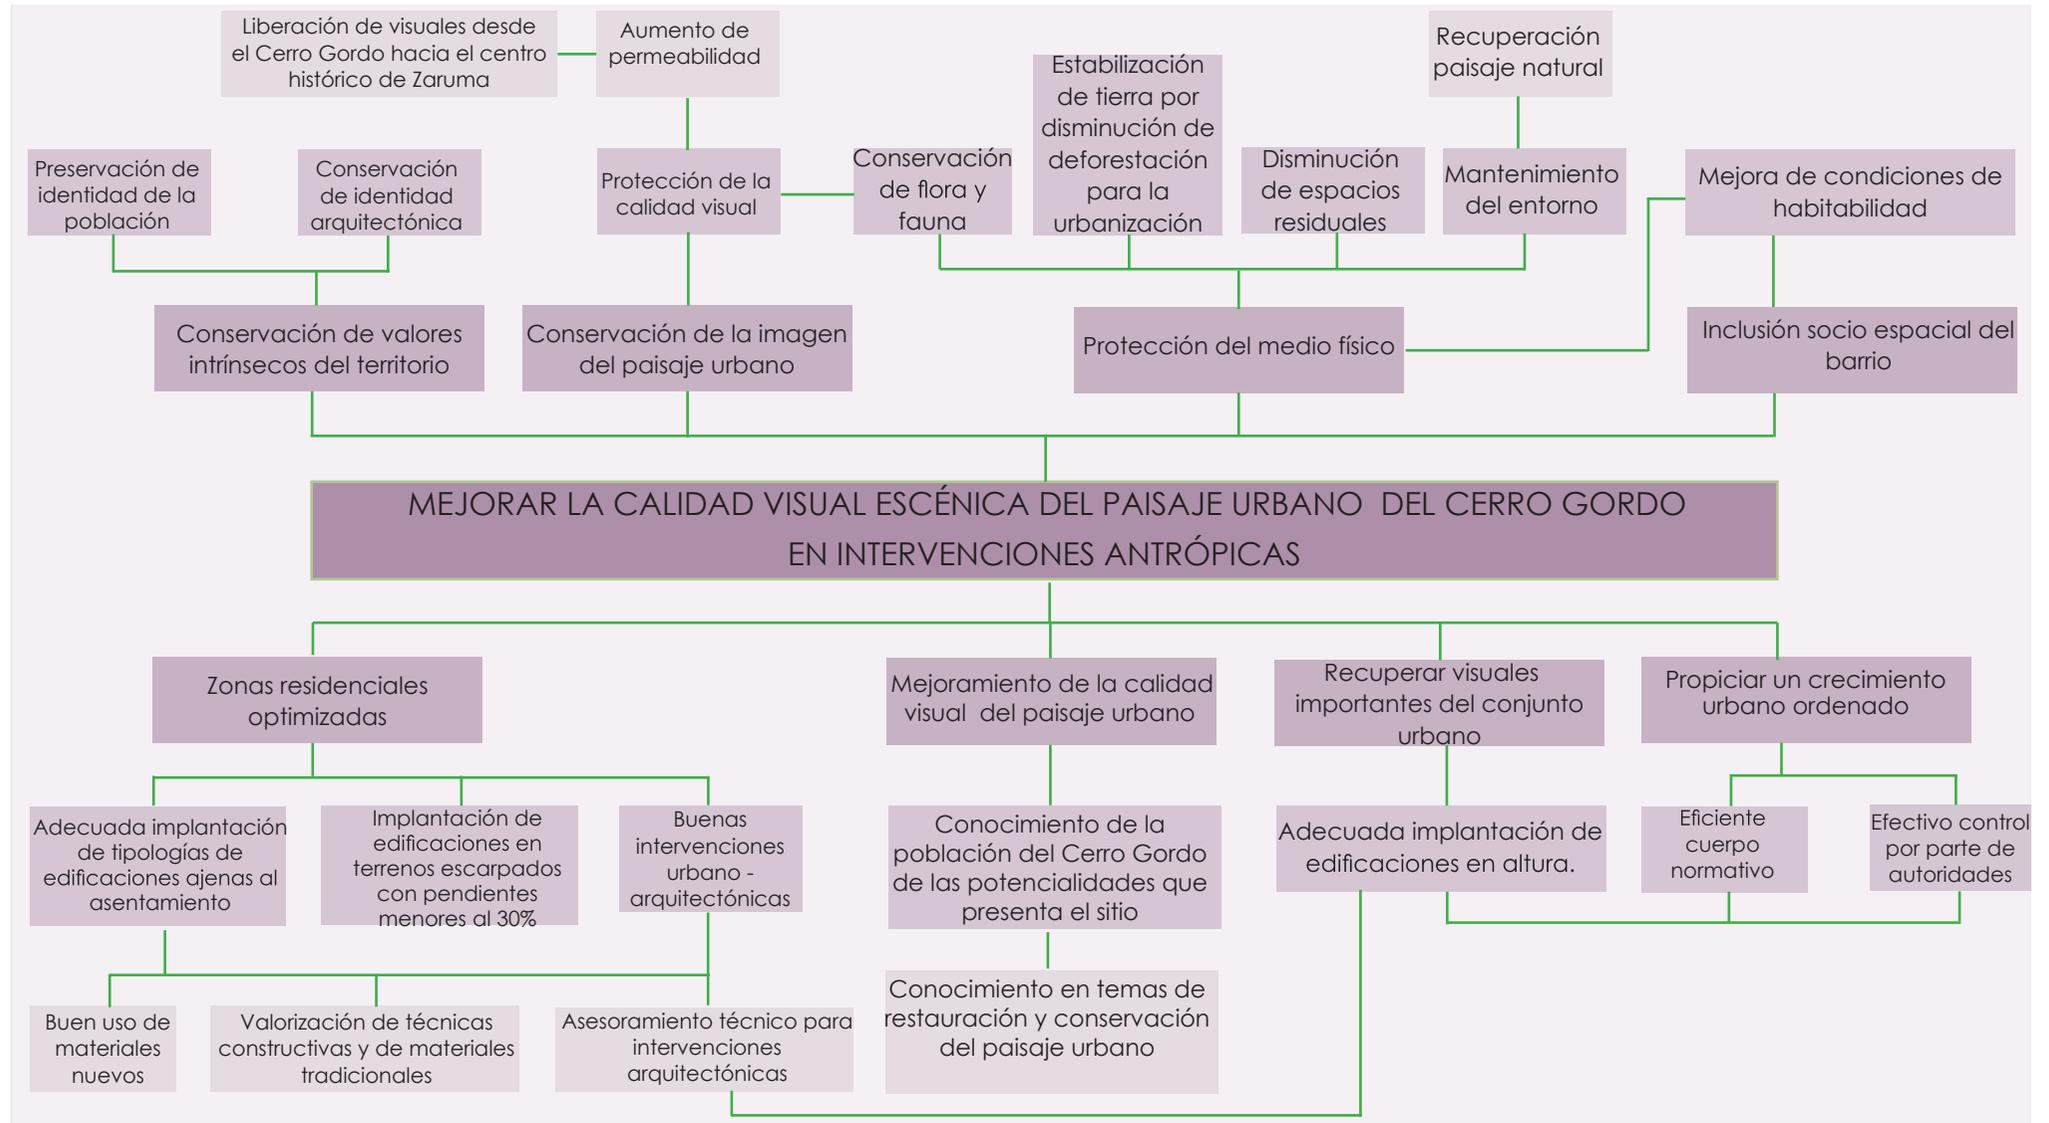 Liberación de visuales desde
el Cerro Gordo hacia el centro
histórico de Zaruma
Aumento de
permeabilidad
Recuperación
paisaje natural
Preservación de
identidad de la
población
Conservación
de identidad
arquitectónica
Protección de la
calidad visual
Conservación
de flora y
fauna
Estabilización
de tierra por
disminución de
deforestación
para la
urbanización
Disminución
de espacios
residuales
Mantenimiento
del entorno
Mejora de condiciones de
habitabilidad
Conservación de valores
intrínsecos del territorio
Conservación de la imagen
del paisaje urbano
Protección del medio físico
Inclusión socio espacial del
barrio
MEJORAR LA CALIDAD VISUAL ESCÉNICA DEL PAISAJE URBANO DEL CERRO GORDO
EN INTERVENCIONES ANTRÓPICAS
Zonas residenciales
optimizadas
Mejoramiento de la calidad
visual del paisaje urbano
Recuperar visuales
importantes del conjunto
urbano
Propiciar un crecimiento
urbano ordenado
Adecuada implantación
de tipologías de
edificaciones ajenas al
asentamiento
Implantación de
edificaciones en
terrenos escarpados
con pendientes
menores al 30%
Buenas
intervenciones
urbano -
arquitectónicas
Conocimiento de la
población del Cerro Gordo
de las potencialidades que
presenta el sitio
Adecuada implantación de
edificaciones en altura.
Eficiente
cuerpo
normativo
Efectivo control
por parte de
autoridades
Buen uso de
materiales
nuevos
Valorización de técnicas
constructivas y de materiales
tradicionales
Asesoramiento técnico para
intervenciones
arquitectónicas
Conocimiento en temas de
restauración y conservación
del paisaje urbano